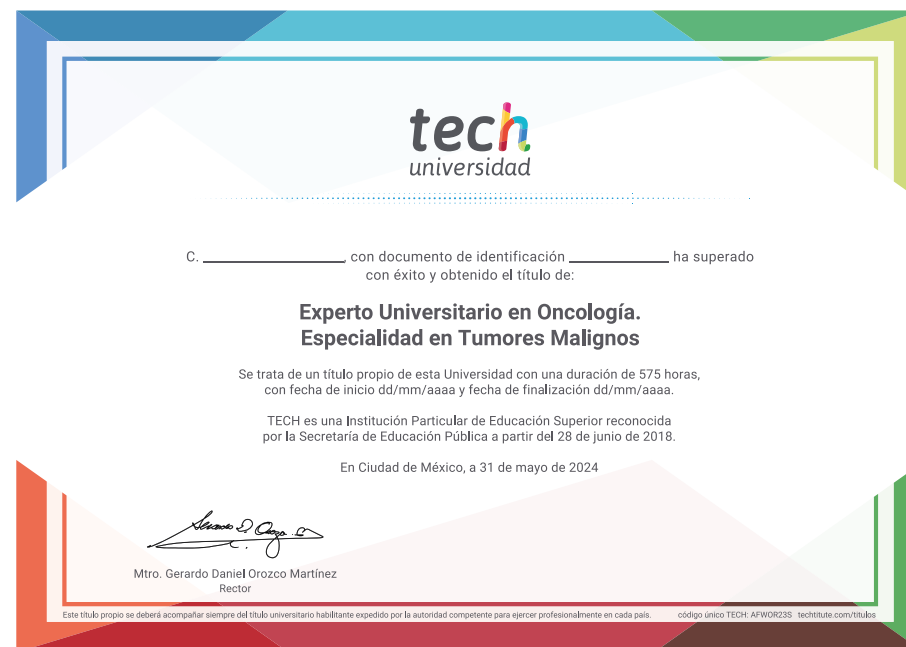 tech
universidad
C. ____________________, con documento de identificación ______________ ha superado
con éxito y obtenido el título de:
Experto Universitario en Oncología.
Especialidad en Tumores Malignos
Se trata de un título propio de esta Universidad con una duración de 575 horas,
con fecha de inicio dd/mm/aaaa y fecha de finalización dd/mm/aaaa.
TECH es una Institución Particular de Educación Superior reconocida
por la Secretaría de Educación Pública a partir del 28 de junio de 2018.
En Ciudad de México, a 31 de mayo de 2024
Mtro. Gerardo Daniel Orozco Martínez
Rector
Este título propio se deberá acompañar siempre del título universitario habilitante expedido por la autoridad competente para ejercer profesionalmente en cada país. código único TECH: AFWOR23S techtitute.com/titulos